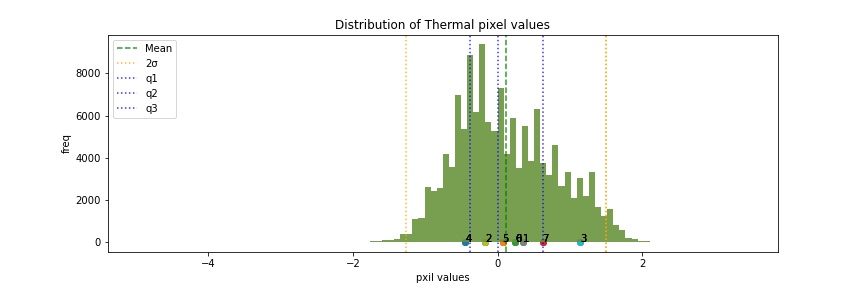 Distribution of Thermal pixel values
Mean
2σ
q1
q2
q3
freq
8000
6000
4000
2000
0
4 2 5 1 7 3
−4 −2 0 2
pxil values